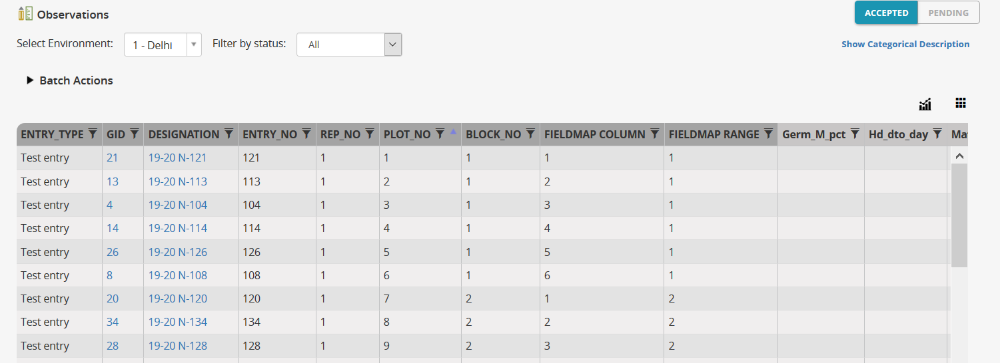 Observations
ACCEPTED PENDING
Select Environment: 1 - Delhi Filter by status: All
Show Categorical Description
Batch Actions
ENTRY_TYPE GID DESIGNATION ENTRY_NO REP_NO PLOT_NO BLOCK_NO FIELDMAP COLUMN FIELDMAP RANGE Germ_M_pct Hd_dto_day
Test entry 21 19-20 N-121 121 1 1 1 1 1
Test entry 13 19-20 N-113 113 1 2 1 2 1
Test entry 4 19-20 N-104 104 1 3 1 3 1
Test entry 14 19-20 N-114 114 1 4 1 4 1
Test entry 26 19-20 N-126 126 1 5 1 5 1
Test entry 8 19-20 N-108 108 1 6 1 6 1
Test entry 20 19-20 N-120 120 1 7 2 1 2
Test entry 34 19-20 N-134 134 1 8 2 2 2
Test entry 28 19-20 N-128 128 1 9 2 3 2